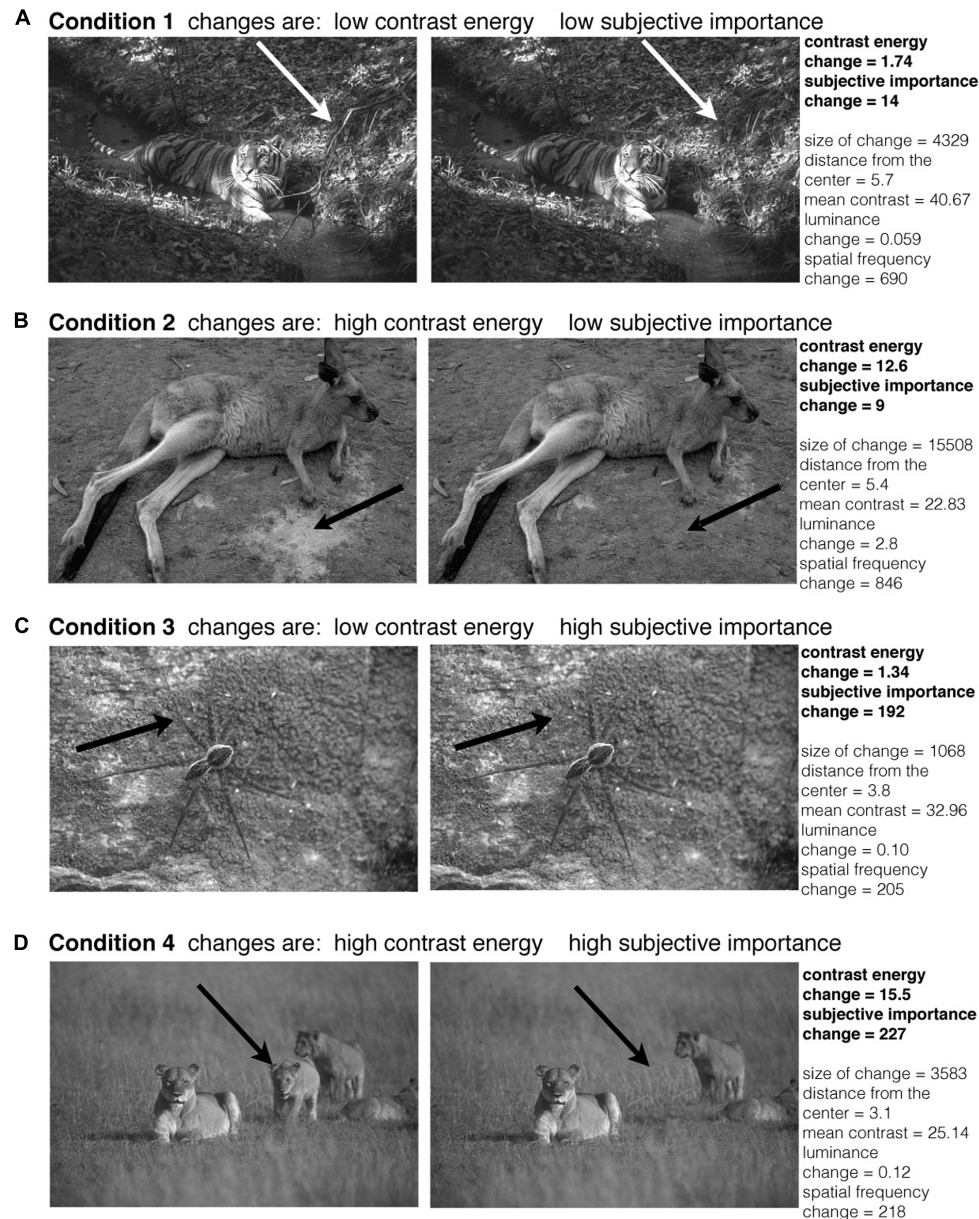 A Condition 1 changes are: low contrast energy low subjective importance
contrast energy
change = 1.74
subjective importance
change = 14
size of change = 4329
distance from the
center = 5.7
mean contrast = 40.67
luminance
change = 0.059
spatial frequency
change = 690
B Condition 2 changes are: high contrast energy low subjective importance
contrast energy
change = 12.6
subjective importance
change = 9
size of change = 15508
distance from the
center = 5.4
mean contrast = 22.83
luminance
change = 2.8
spatial frequency
change = 846
C Condition 3 changes are: low contrast energy high subjective importance
contrast energy
change = 1.34
subjective importance
change = 192
size of change = 1068
distance from the
center = 3.8
mean contrast = 32.96
luminance
change = 0.10
spatial frequency
change = 205
D Condition 4 changes are: high contrast energy high subjective importance
contrast energy
change = 15.5
subjective importance
change = 227
size of change = 3583
distance from the
center = 3.1
mean contrast = 25.14
luminance
change = 0.12
spatial frequency
change = 218